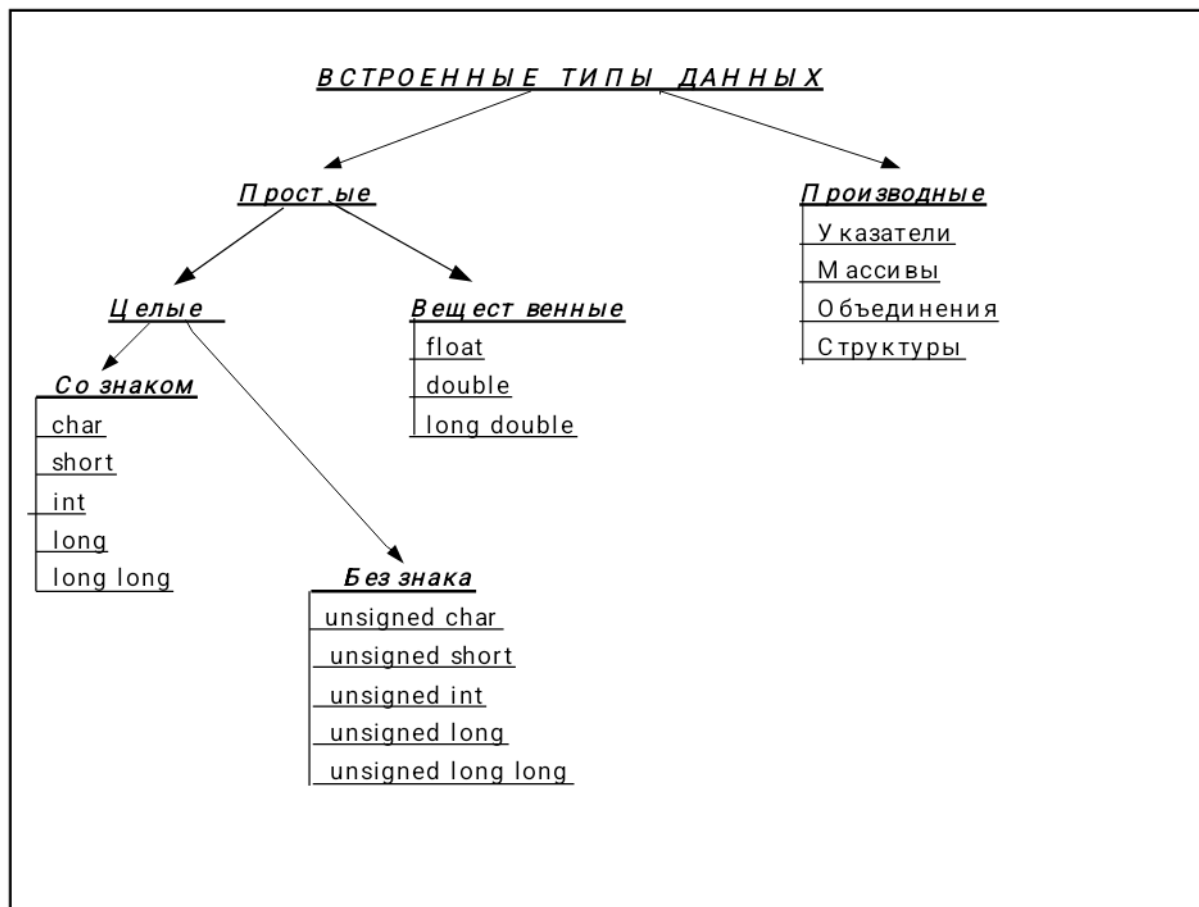 ВСТРОЕННЫЕ ТИПЫ ДАННЫХ
Простые
Производные
Указатели
Массивы
Объединения
Структуры
Целые
Вещественные
float
double
long double
Со знаком
char
short
int
long
long long
Без знака
unsigned char
unsigned short
unsigned int
unsigned long
unsigned long long